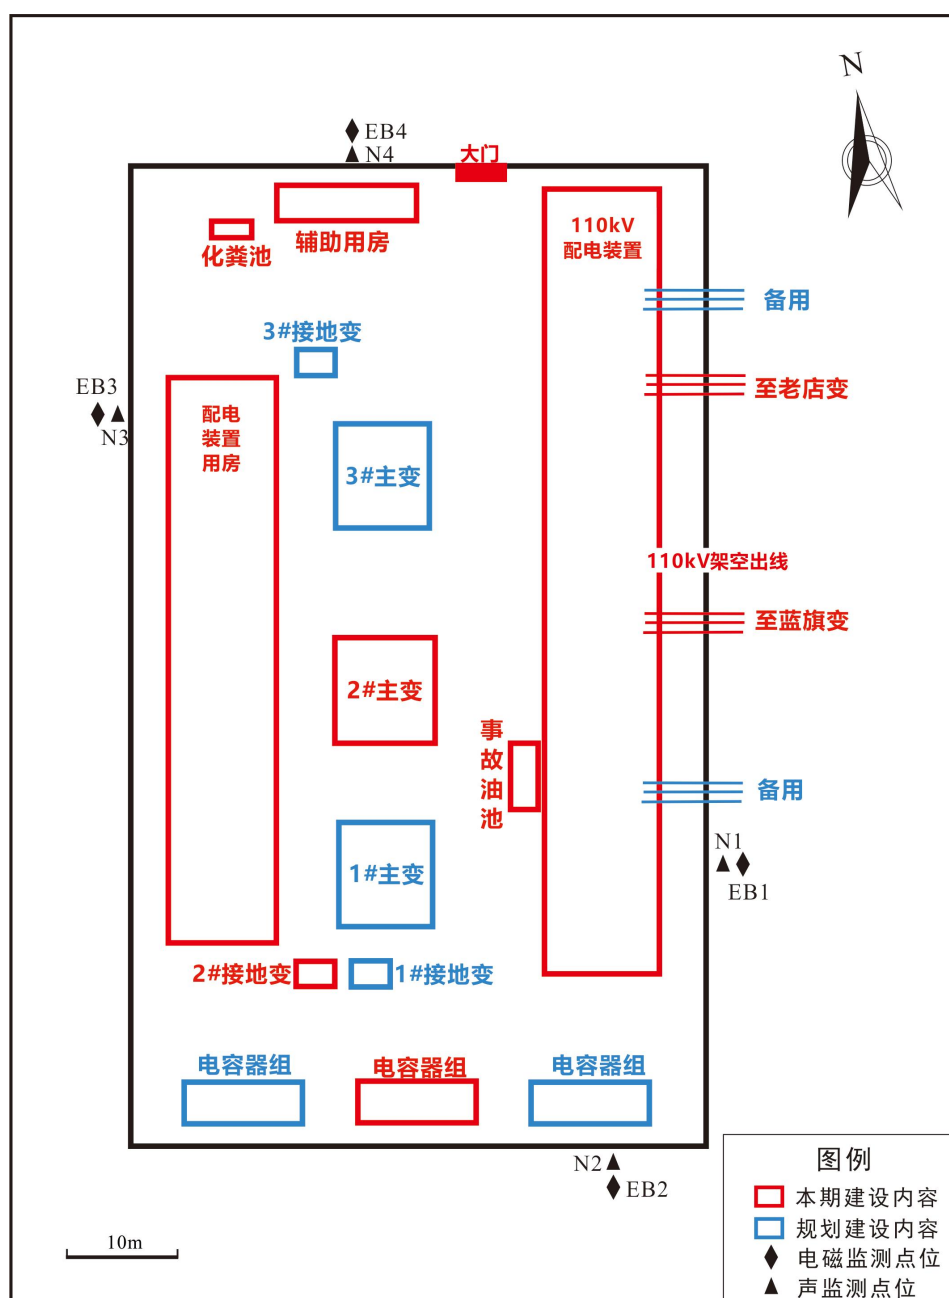 N
EB4
N4
大门
110kV
配电装置
辅助用房
化粪池
备用
3#接地变
至老店变
EB3
N3
配电
装置
用房
3#主变
110kV架空出线
至蓝旗变
2#主变
事故油池
备用
N1
EB1
1#主变
2#接地变
1#接地变
电容器组
电容器组
电容器组
N2
EB2
10m
图例
本期建设内容
规划建设内容
电磁监测点位
声监测点位